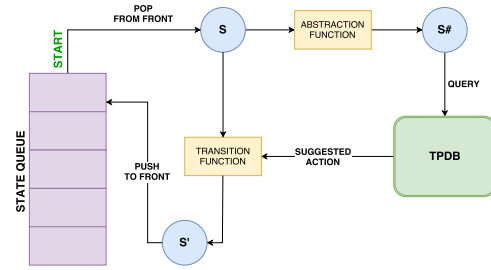 POP
FROM FRONT
START
S
ABSTRACTION
FUNCTION
S#
QUERY
STATE QUEUE
PUSH
TO FRONT
TRANSITION
FUNCTION
SUGGESTED
ACTION
TPDB
S'